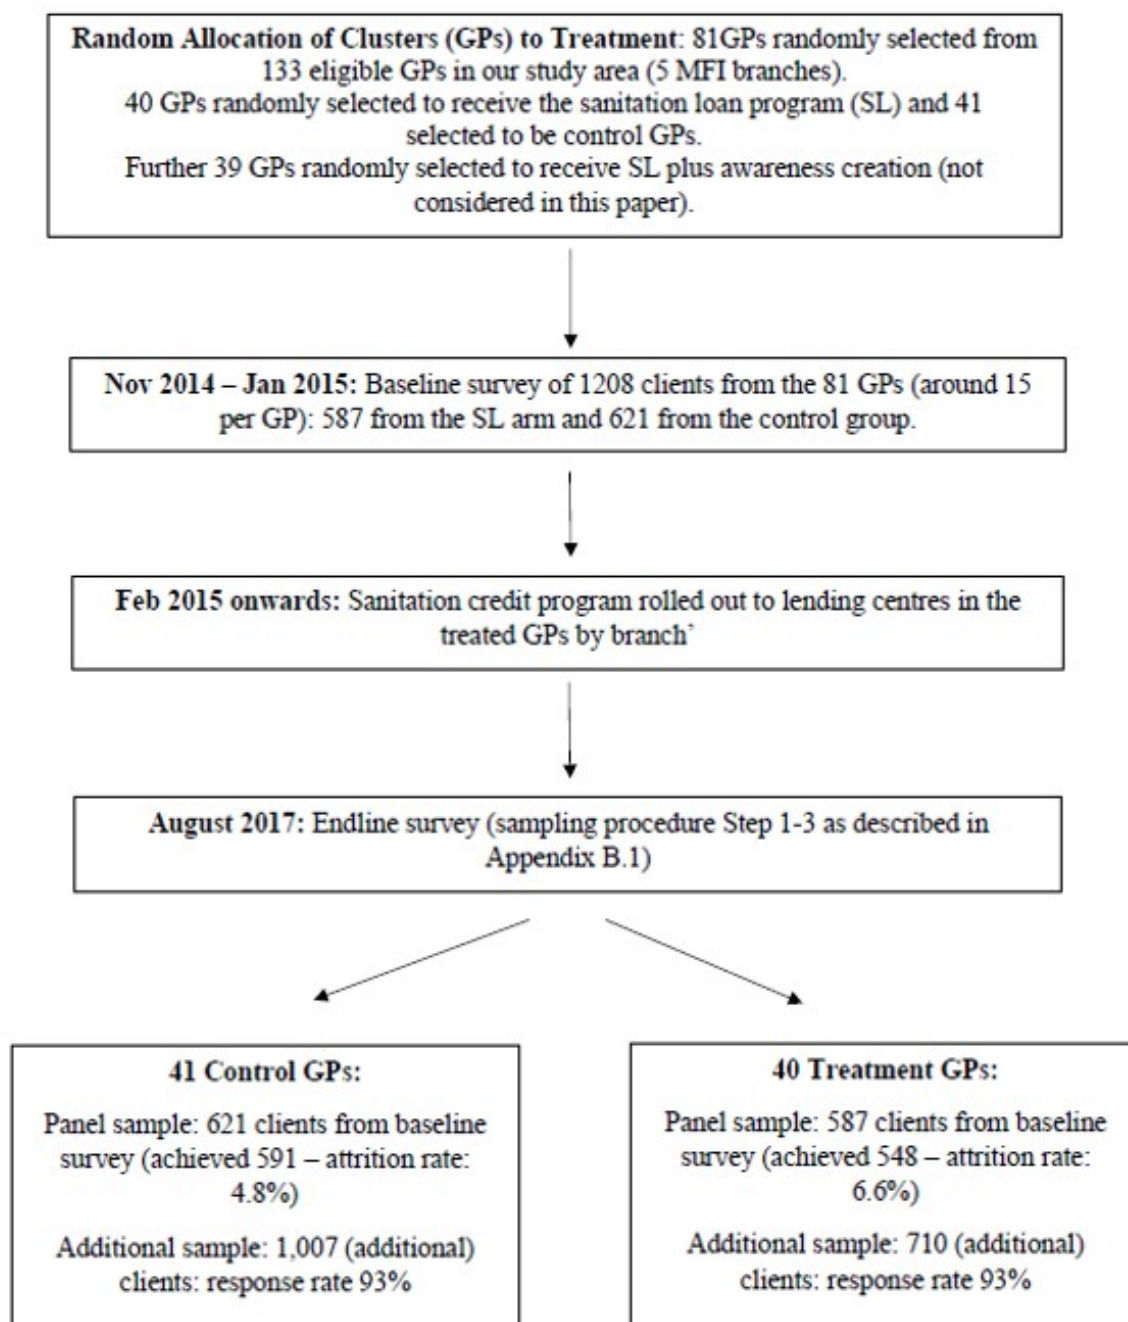 Random Allocation of Clusters (GPs) to Treatment: 81GPs randomly selected from
133 eligible GPs in our study area (5 MFI branches).
40 GPs randomly selected to receive the sanitation loan program (SL) and 41
selected to be control GPs.
Further 39 GPs randomly selected to receive SL plus awareness creation (not
considered in this paper).
Nov 2014 – Jan 2015: Baseline survey of 1208 clients from the 81 GPs (around 15
per GP): 587 from the SL arm and 621 from the control group.
Feb 2015 onwards: Sanitation credit program rolled out to lending centres in the
treated GPs by branch’
August 2017: Endline survey (sampling procedure Step 1-3 as described in
Appendix B.1)
41 Control GPs:
Panel sample: 621 clients from baseline
survey (achieved 591 – attrition rate:
4.8%)
Additional sample: 1,007 (additional)
clients: response rate 93%
40 Treatment GPs:
Panel sample: 587 clients from baseline
survey (achieved 548 – attrition rate:
6.6%)
Additional sample: 710 (additional)
clients: response rate 93%